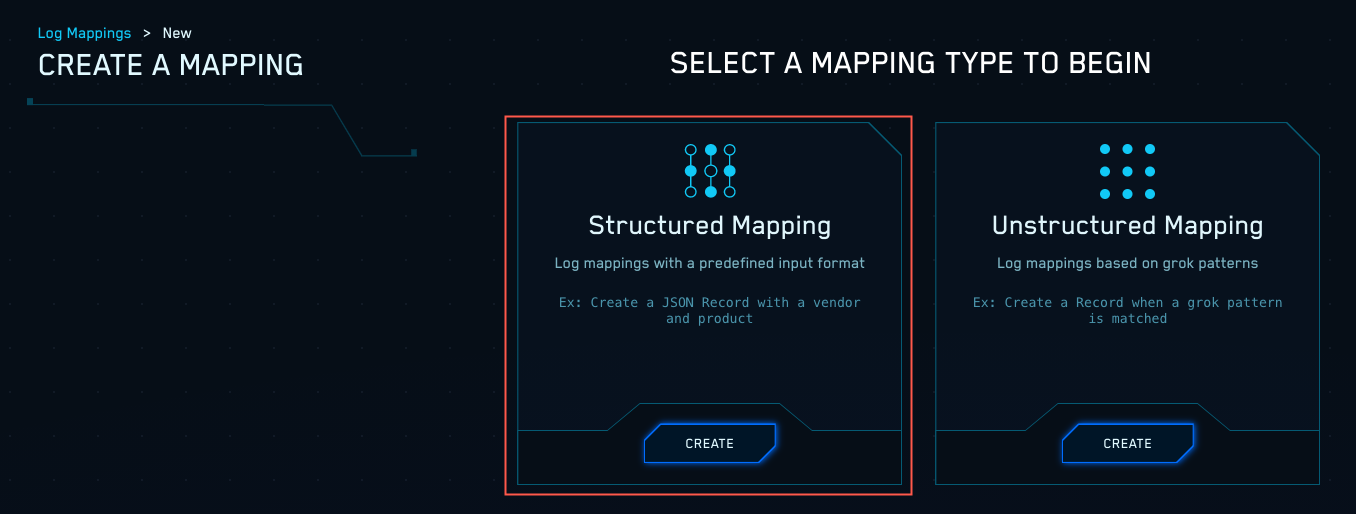 Log Mappings > New
CREATE A MAPPING
SELECT A MAPPING TYPE TO BEGIN
Structured Mapping
Log mappings with a predefined input format
Ex: Create a JSON Record with a vendor
and product
CREATE
Unstructured Mapping
Log mappings based on grok patterns
Ex: Create a Record when a grok pattern
is matched
CREATE